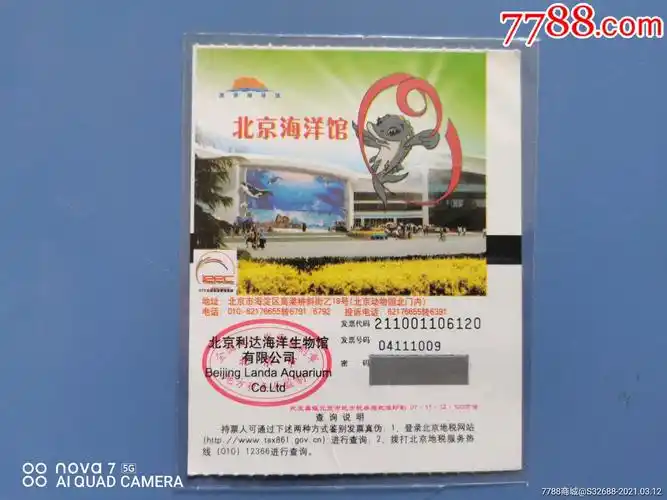 7788.com
北京海洋馆
地址：北京市海淀区高梁桥斜街乙18号(北京动物园北门内)
电话：010-62176655转6791/6792 投诉电话：62176655转6391
发票代码 211001106120
发票号码 04111009
密 码
北京利达海洋生物馆
有限公司
Beijing Landa Aquarium
Co.Ltd
查 询 说 明
持票人可通过下述两种方式鉴别发票真伪：1、登录北京地税网站
(http://www.tax861.gov.cn)进行查询；2、拨打北京地税服务热
线(010)12366进行查询。
nova 7 5G
AI QUAD CAMERA
7788商城@S32688-2021.03.12